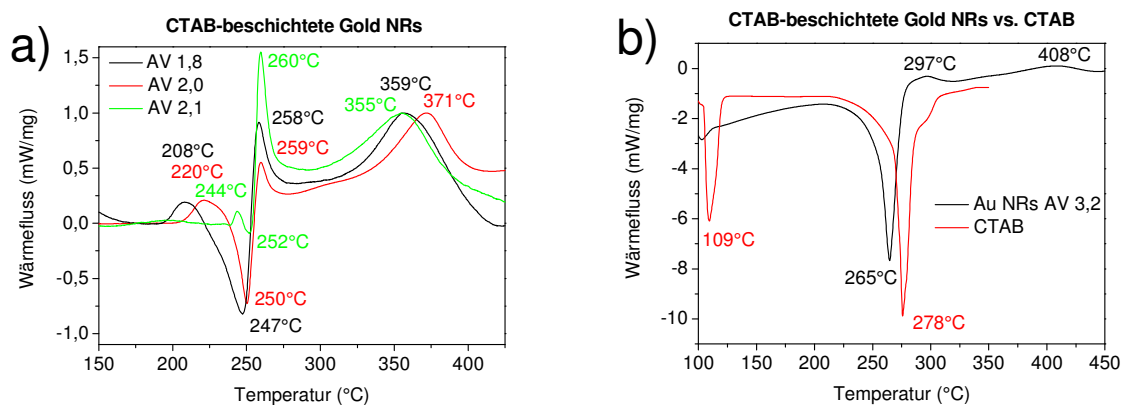 a)
CTAB-beschichtete Gold NRs
AV 1,8
AV 2,0
AV 2,1
260°C
359°C
355°C
371°C
258°C
259°C
208°C
220°C
244°C
252°C
250°C
247°C
1,5
1,0
0,5
0,0
-0,5
-1,0
Wärmefluss (mW/mg)
150 200 250 300 350 400
Temperatur (°C)
b)
CTAB-beschichtete Gold NRs vs. CTAB
297°C
408°C
109°C
265°C
278°C
Au NRs AV 3,2
CTAB
0
-2
-4
-6
-8
-10
Wärmefluss (mW/mg)
100 150 200 250 300 350 400 450
Temperatur (°C)